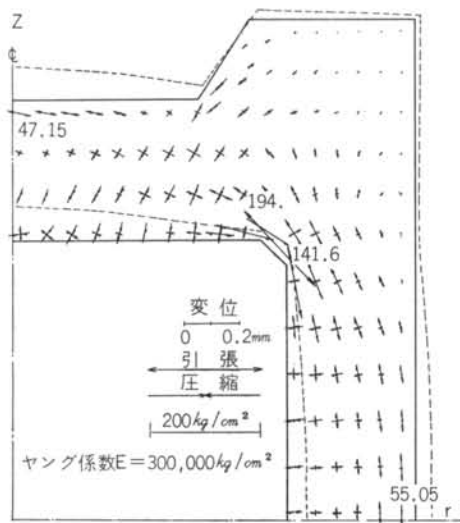 Z
℄
47.15
194.
141.6
変位
0 0.2mm
引張
圧縮
200kg/cm²
ヤング係数E=300,000kg/cm²
55.05
r